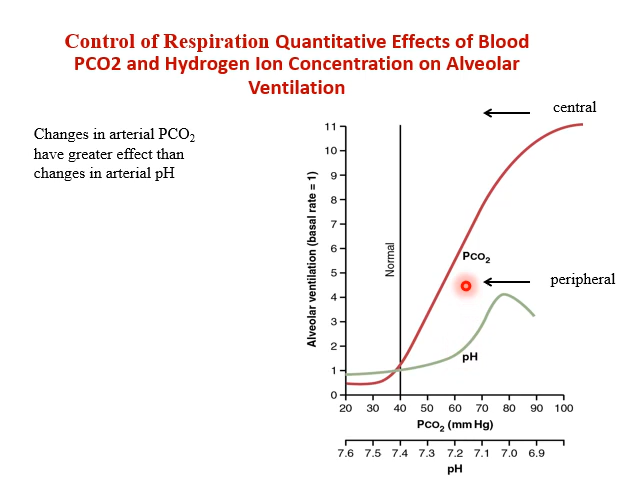 Control of Respiration Quantitative Effects of Blood
PCO2 and Hydrogen Ion Concentration on Alveolar
Ventilation
Changes in arterial PCO₂
have greater effect than
changes in arterial pH
central
peripheral
Alveolar ventilation (basal rate = 1)
11
10
9
8
7
6
5
4
3
2
1
0
Normal
PCO₂
pH
20 30 40 50 60 70 80 90 100
PCO₂ (mm Hg)
7.6 7.5 7.4 7.3 7.2 7.1 7.0 6.9
pH